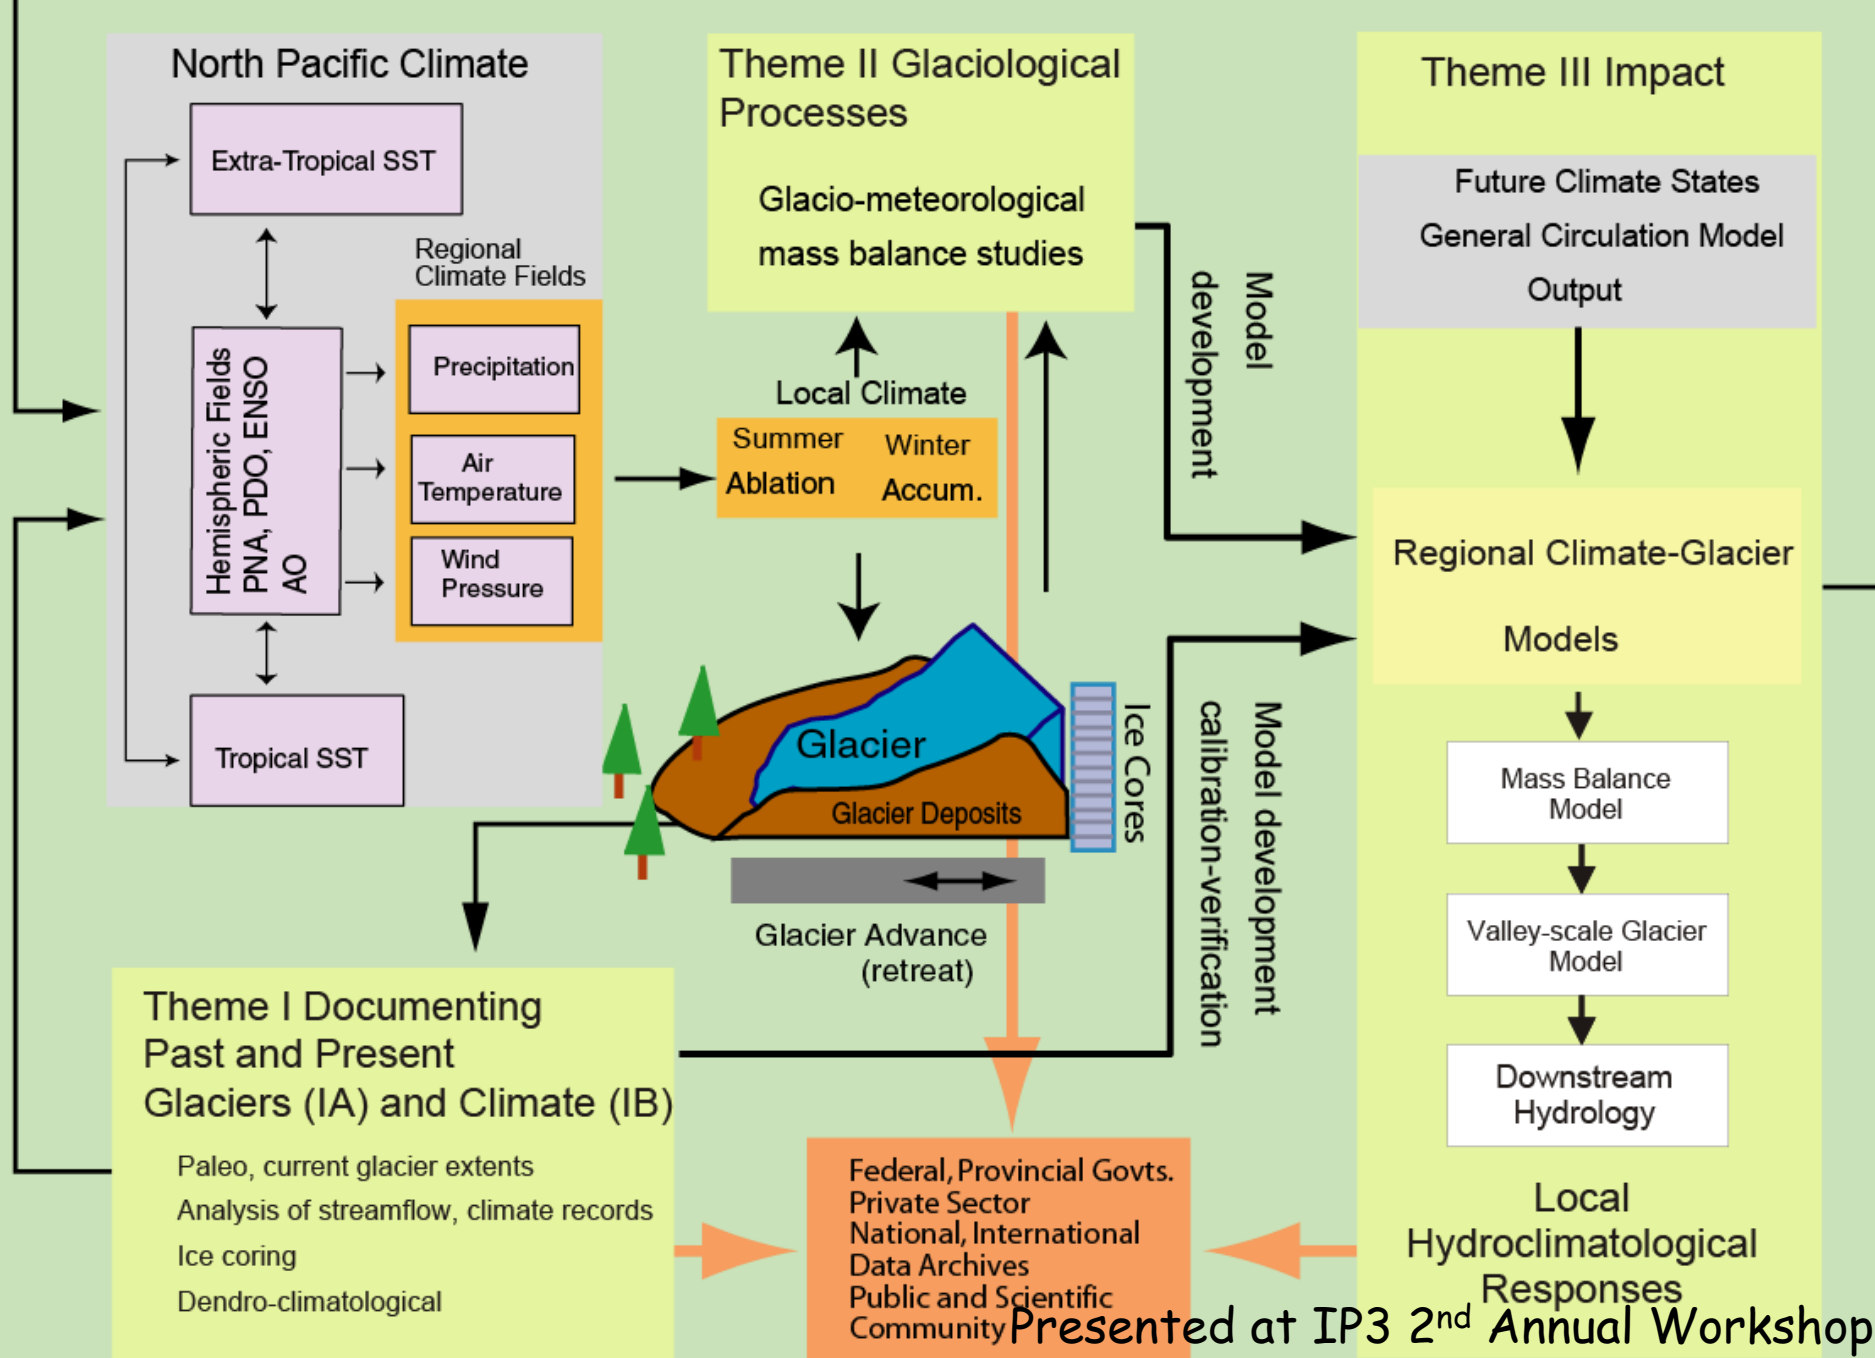 North Pacific Climate
Extra-Tropical SST
Regional
Climate Fields
Hemispheric Fields
PNA, PDO, ENSO
AO
Precipitation
Air
Temperature
Wind
Pressure
Tropical SST
Theme II Glaciological
Processes
Glacio-meteorological
mass balance studies
Local Climate
Summer
Ablation
Winter
Accum.
Glacier
Glacier Deposits
Ice Cores
Glacier Advance
(retreat)
Model
development
Model development
calibration-verification
Theme III Impact
Future Climate States
General Circulation Model
Output
Regional Climate-Glacier
Models
Mass Balance
Model
Valley-scale Glacier
Model
Downstream
Hydrology
Local
Hydroclimatological
Responses
Theme I Documenting
Past and Present
Glaciers (IA) and Climate (IB)
Paleo, current glacier extents
Analysis of streamflow, climate records
Ice coring
Dendro-climatological
Federal, Provincial Govts.
Private Sector
National, International
Data Archives
Public and Scientific
Community
Presented at IP3 2nd Annual Workshop